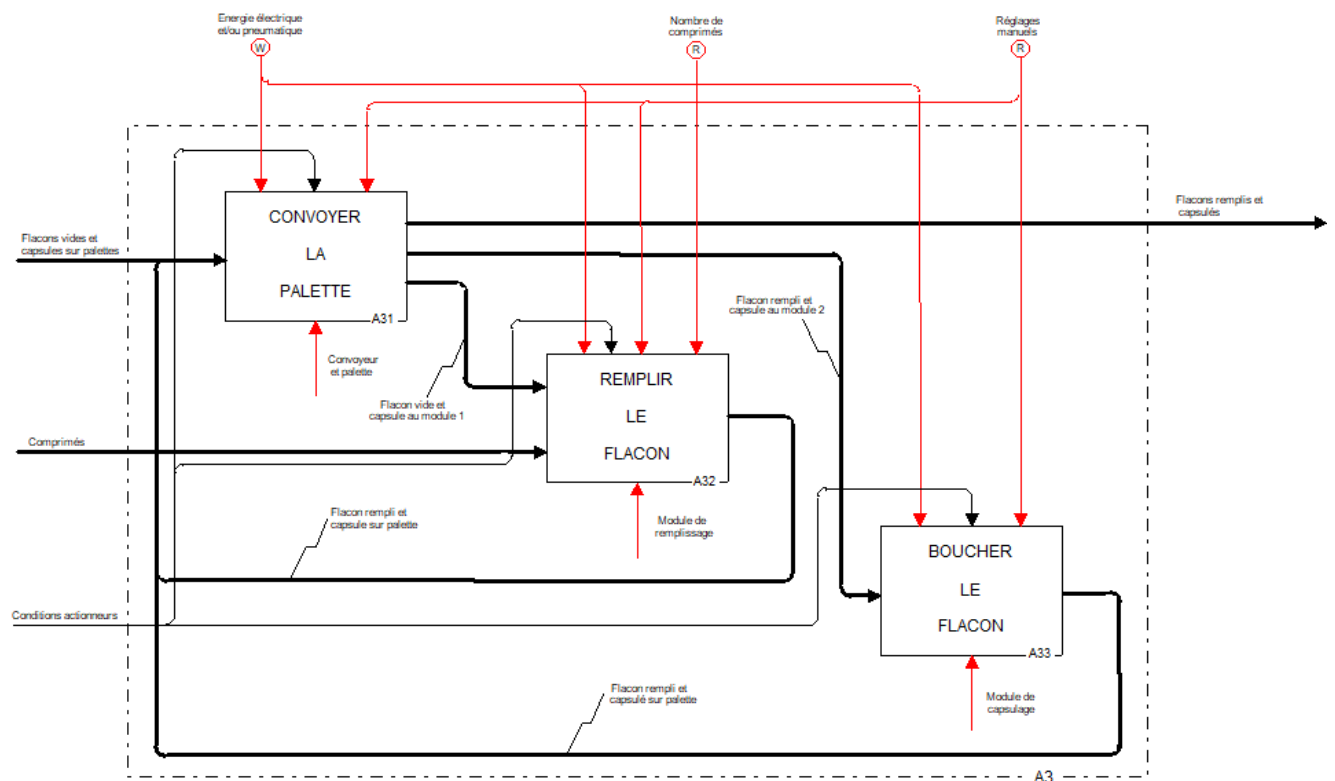 Energie électrique
et/ou pneumatique
W
Nombre de
comprimés
R
Réglages
manuels
R
CONVOYER
LA
PALETTE
A31
Flacons vides et
capsules sur palettes
Flacons remplis et
capsulés
Convoyeur
et palette
Flacon vide et
capsule au module 1
Flacon rempli et
capsule au module 2
REMPLIR
LE
FLACON
A32
Comprimés
Module de
remplissage
Flacon rempli et
capsule sur palette
BOUCHER
LE
FLACON
A33
Conditions actionneurs
Flacon rempli et
capsulé sur palette
Module de
capsulage
A3